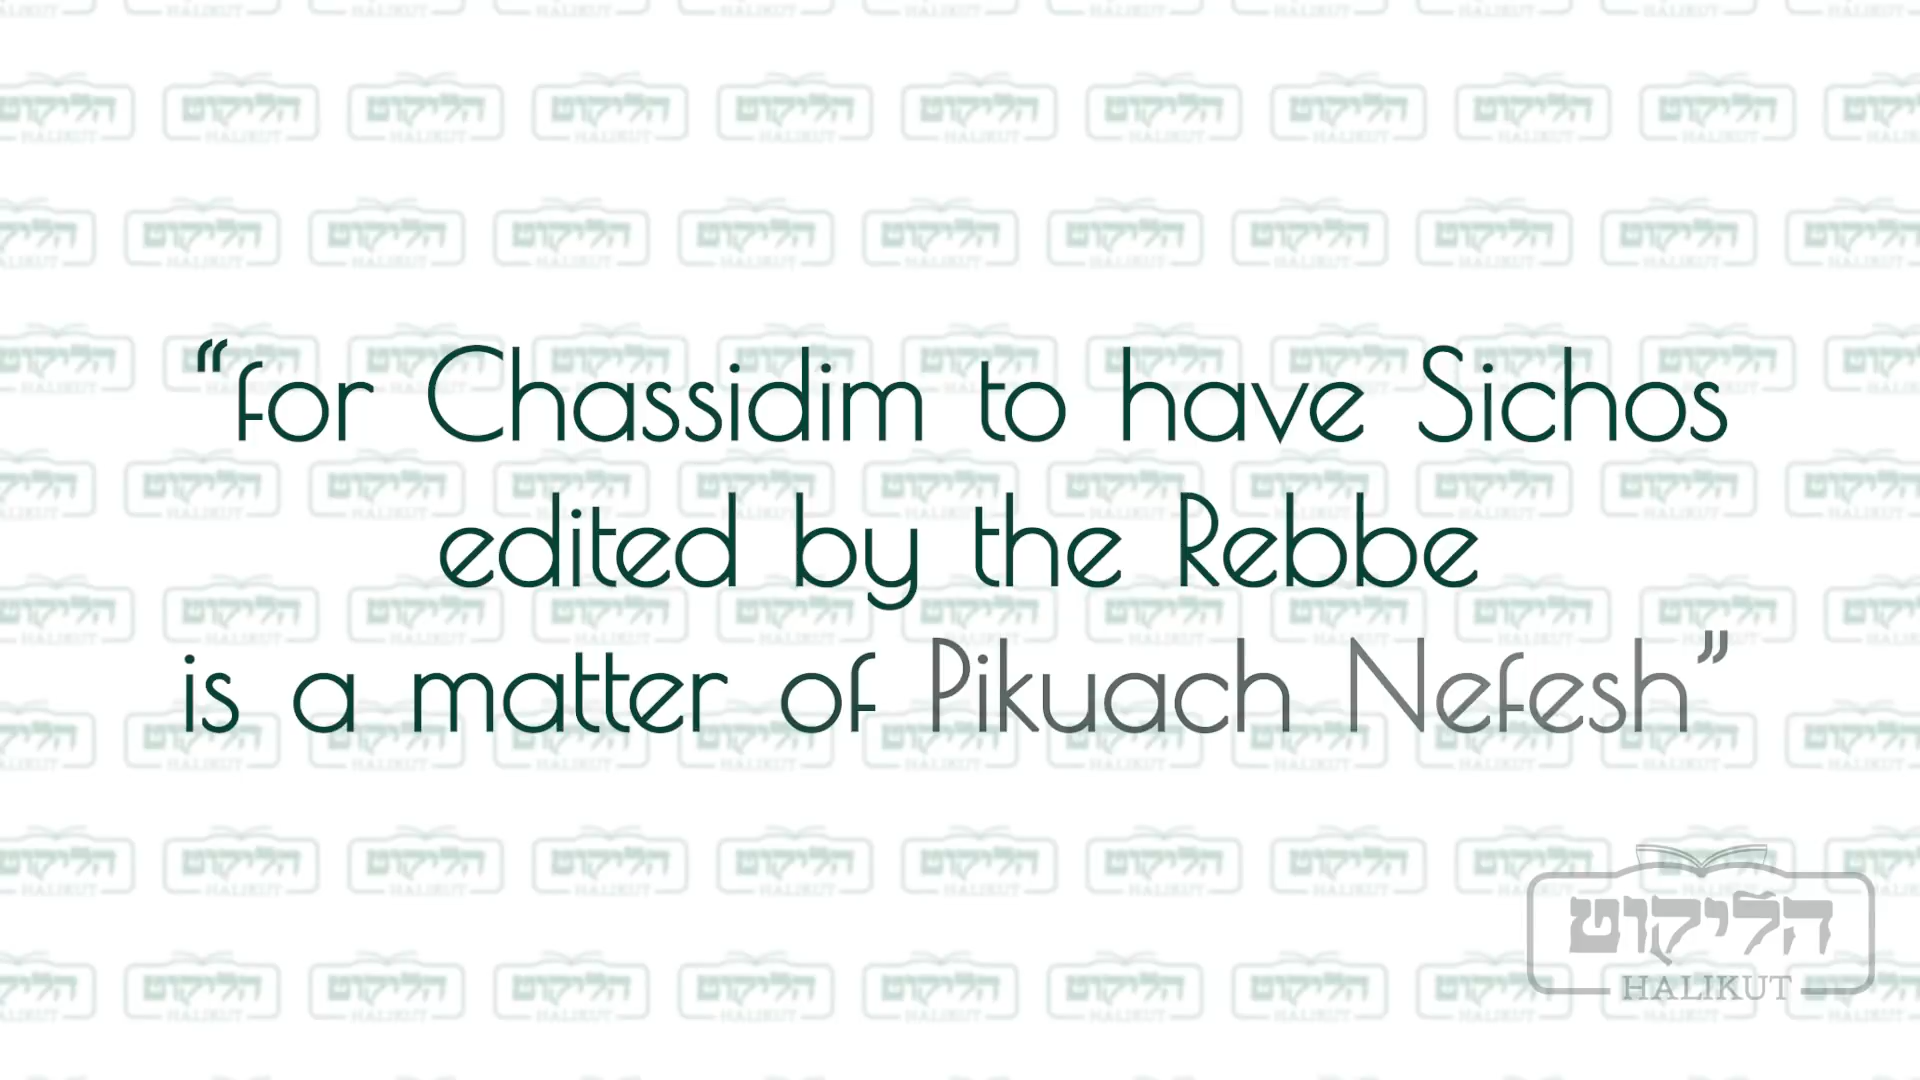 “for Chassidim to have Sichos
edited by the Rebbe
is a matter of Pikuach Nefesh”
הליקוט
HALIKUT